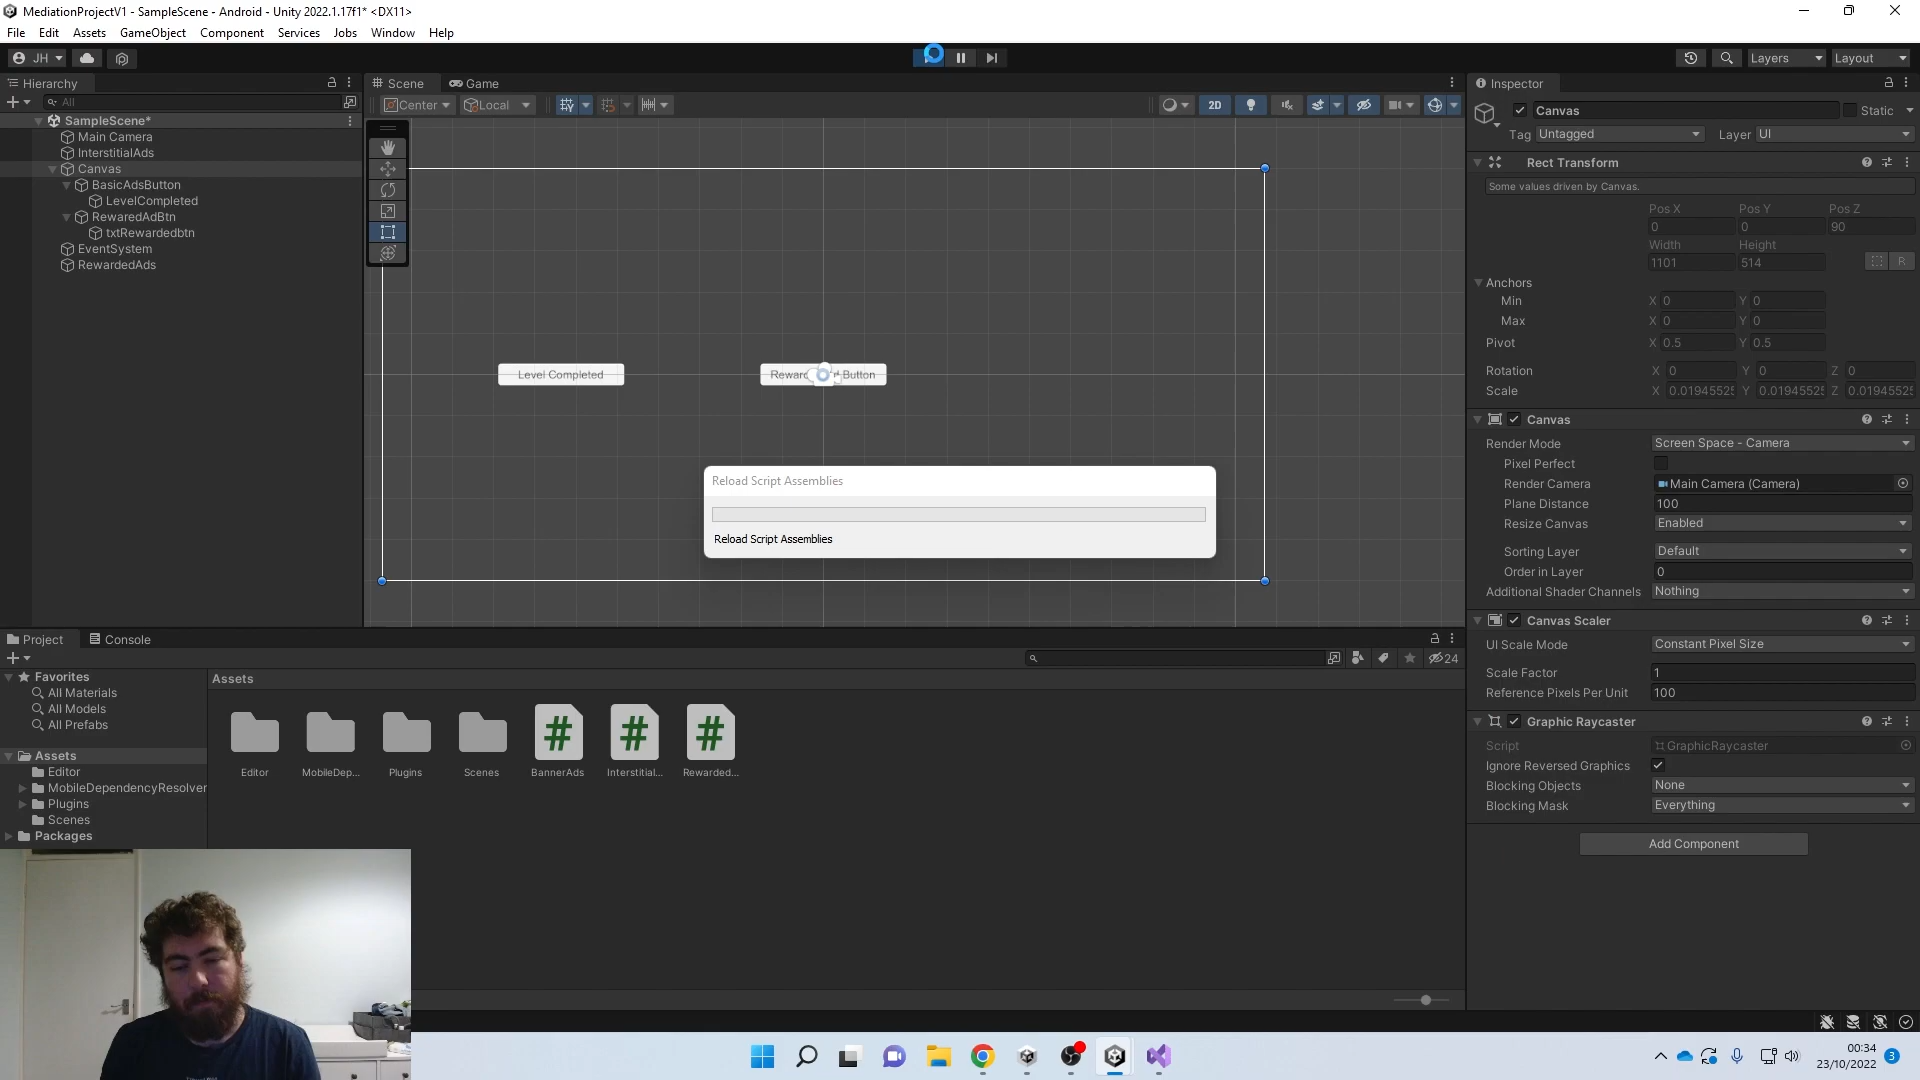 MediationProjectV1 - SampleScene - Android - Unity 2022.1.17f1* <DX11>
File Edit Assets GameObject Component Services Jobs Window Help
JH Layers Layout
Hierarchy
All
SampleScene*
Main Camera
InterstitialAds
Canvas
BasicAdsButton
LevelCompleted
RewaredAdBtn
txtRewardedbtn
EventSystem
RewardedAds
Scene Game
Center Local 2D
Level Completed
Button
Reload Script Assemblies
Reload Script Assemblies
Inspector
Canvas Static
Tag Untagged Layer UI
Rect Transform
Some values driven by Canvas.
Pos X Pos Y Pos Z
0 0 90
Width Height
1101 514 R
Anchors
Min X 0 Y 0
Max X 0 Y 0
Pivot X 0.5 Y 0.5
Rotation X 0 Y 0 Z 0
Scale X 0.01945525 Y 0.01945525 Z 0.01945525
Canvas
Render Mode Screen Space - Camera
Pixel Perfect
Render Camera Main Camera (Camera)
Plane Distance 100
Resize Canvas Enabled
Sorting Layer Default
Order in Layer 0
Additional Shader Channels Nothing
Canvas Scaler
UI Scale Mode Constant Pixel Size
Scale Factor 1
Reference Pixels Per Unit 100
Graphic Raycaster
Script GraphicRaycaster
Ignore Reversed Graphics
Blocking Objects None
Blocking Mask Everything
Add Component
Project Console
24
Favorites
All Materials
All Models
All Prefabs
Assets
Editor
MobileDependencyResolver
Plugins
Scenes
Packages
Assets
Editor MobileDep... Plugins Scenes BannerAds Interstitial... Rewarded...
00:34
23/10/2022
3